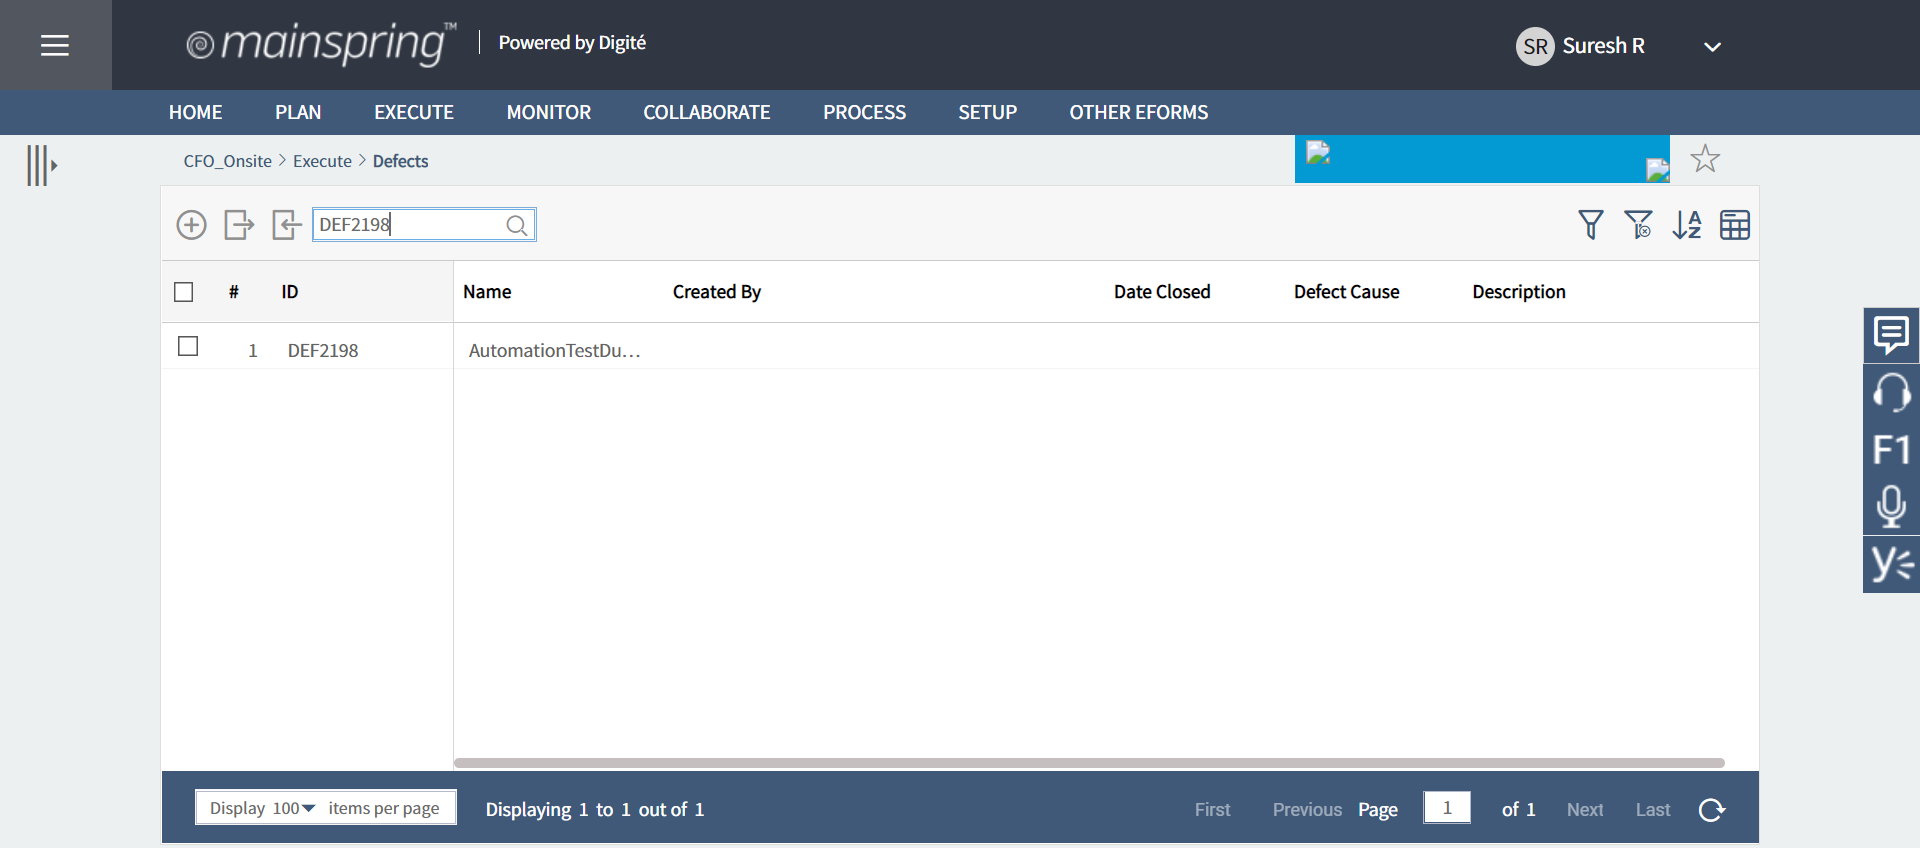 mainspring™ Powered by Digité
SR Suresh R
HOME PLAN EXECUTE MONITOR COLLABORATE PROCESS SETUP OTHER EFORMS
CFO_Onsite > Execute > Defects
DEF2198
# ID Name Created By Date Closed Defect Cause Description
1 DEF2198 AutomationTestDu...
F1
Display 100 items per page Displaying 1 to 1 out of 1 First Previous Page 1 of 1 Next Last